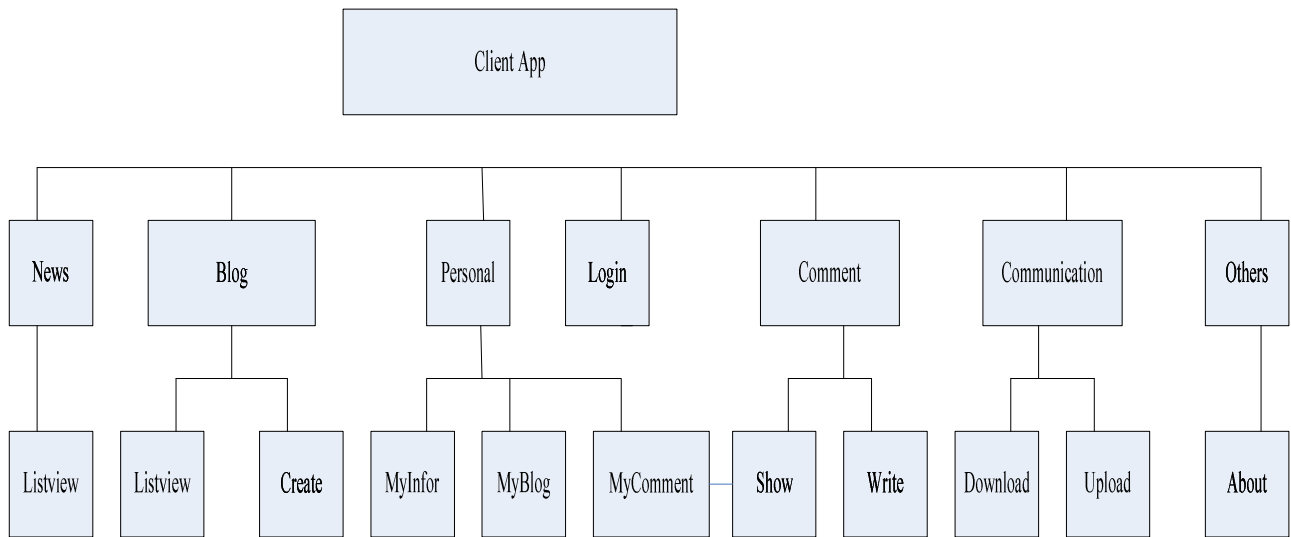 Client App
News
Blog
Personal
Login
Comment
Communication
Others
Listview
Listview
Create
MyInfor
MyBlog
MyComment
Show
Write
Download
Upload
About